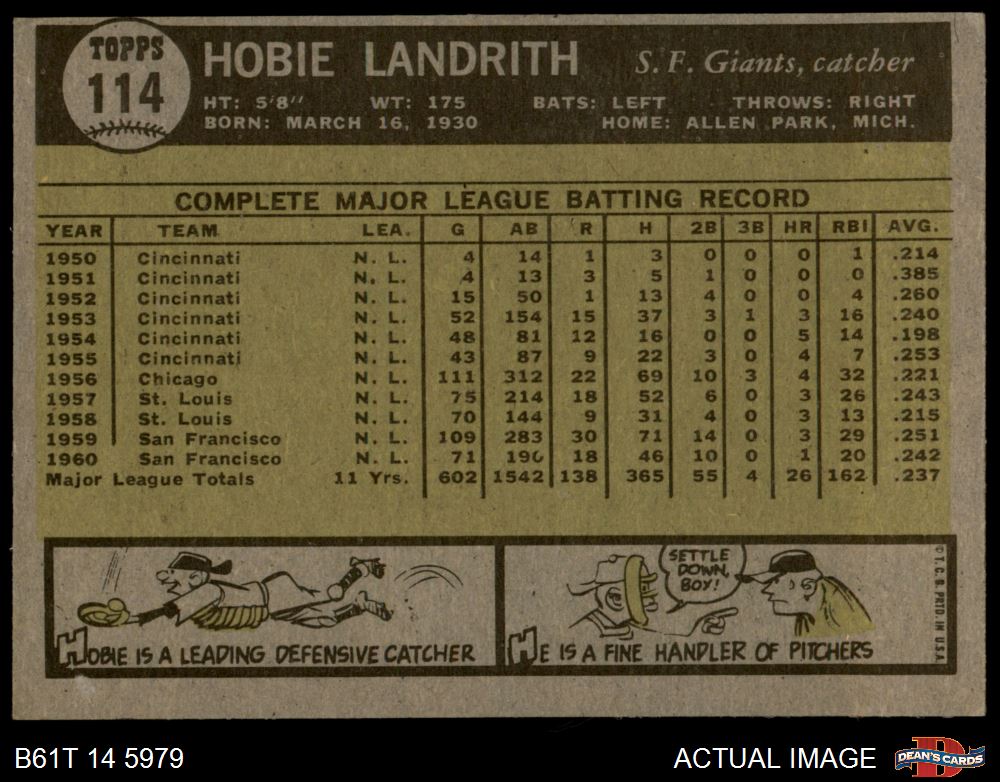 TOPPS
114
HOBIE LANDRITH S. F. Giants, catcher
HT: 5'8" WT: 175 BATS: LEFT THROWS: RIGHT
BORN: MARCH 16, 1930 HOME: ALLEN PARK, MICH.
COMPLETE MAJOR LEAGUE BATTING RECORD
YEAR TEAM LEA. G AB R H 2B 3B HR RBI AVG.
1950 Cincinnati N. L. 4 14 1 3 0 0 0 1 .214
1951 Cincinnati N. L. 4 13 3 5 1 0 0 0 .385
1952 Cincinnati N. L. 15 50 1 13 4 0 0 4 .260
1953 Cincinnati N. L. 52 154 15 37 3 1 3 16 .240
1954 Cincinnati N. L. 48 81 12 16 0 0 5 14 .198
1955 Cincinnati N. L. 43 87 9 22 3 0 4 7 .253
1956 Chicago N. L. 111 312 22 69 10 3 4 32 .221
1957 St. Louis N. L. 75 214 18 52 6 0 3 26 .243
1958 St. Louis N. L. 70 144 9 31 4 0 3 13 .215
1959 San Francisco N. L. 109 283 30 71 14 0 3 29 .251
1960 San Francisco N. L. 71 190 18 46 10 0 1 20 .242
Major League Totals 11 Yrs. 602 1542 138 365 55 4 26 162 .237
HOBIE IS A LEADING DEFENSIVE CATCHER
SETTLE
DOWN,
BOY!
HE IS A FINE HANDLER OF PITCHERS
© T. C. G. PRTD. IN U.S.A.
B61T 14 5979
ACTUAL IMAGE
D
DEAN'S CARDS